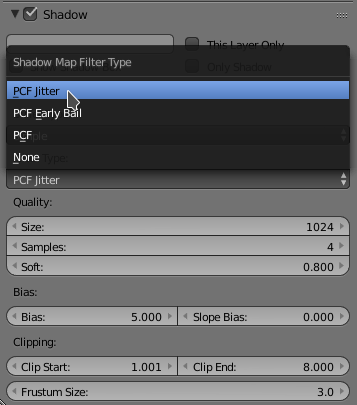 Shadow
This Layer Only
Only Shadow
Shadow Map Filter Type
PCF Jitter
PCF Early Bail
PCF
None
PCF Jitter
Quality:
Size: 1024
Samples: 4
Soft: 0.800
Bias:
Bias: 5.000 Slope Bias: 0.000
Clipping:
Clip Start: 1.001 Clip End: 8.000
Frustum Size: 3.0